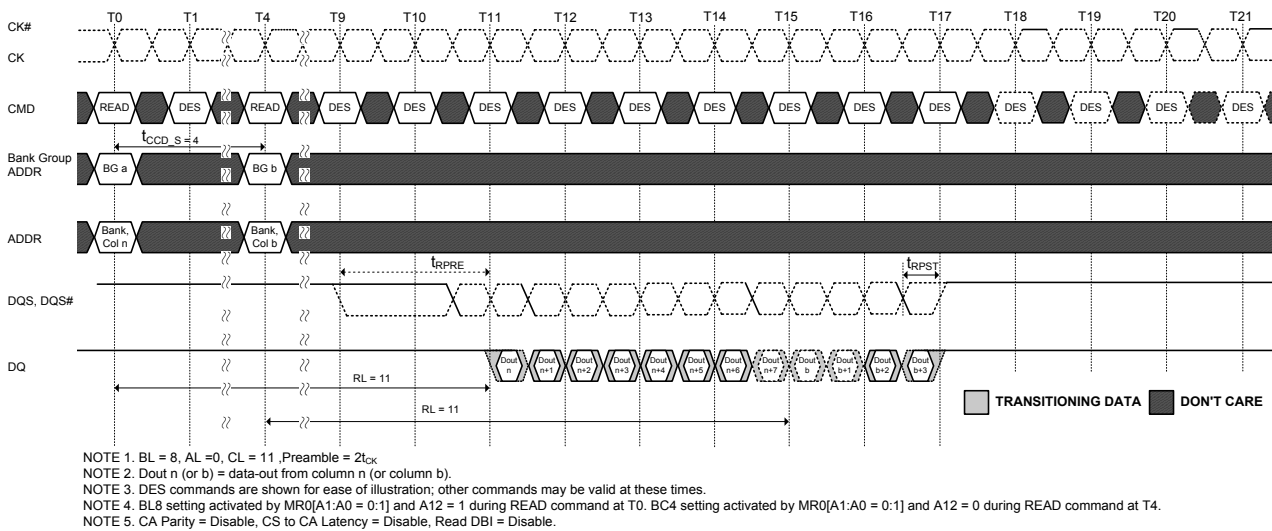 T0 T1 T4 T9 T10 T11 T12 T13 T14 T15 T16 T17 T18 T19 T20 T21
CK#
CK
CMD READ DES READ DES DES DES DES DES DES DES DES DES DES DES DES DES
tCCD_S = 4
Bank Group
ADDR
BG a BG b
ADDR
Bank,
Col n
Bank,
Col b
tRPRE tRPST
DQS, DQS#
DQ
Dout
n
Dout
n+1
Dout
n+2
Dout
n+3
Dout
n+4
Dout
n+5
Dout
n+6
Dout
n+7
Dout
b
Dout
b+1
Dout
b+2
Dout
b+3
RL = 11
RL = 11
TRANSITIONING DATA DON'T CARE
NOTE 1. BL = 8, AL =0, CL = 11 ,Preamble = 2tCK
NOTE 2. Dout n (or b) = data-out from column n (or column b).
NOTE 3. DES commands are shown for ease of illustration; other commands may be valid at these times.
NOTE 4. BL8 setting activated by MR0[A1:A0 = 0:1] and A12 = 1 during READ command at T0. BC4 setting activated by MR0[A1:A0 = 0:1] and A12 = 0 during READ command at T4.
NOTE 5. CA Parity = Disable, CS to CA Latency = Disable, Read DBI = Disable.